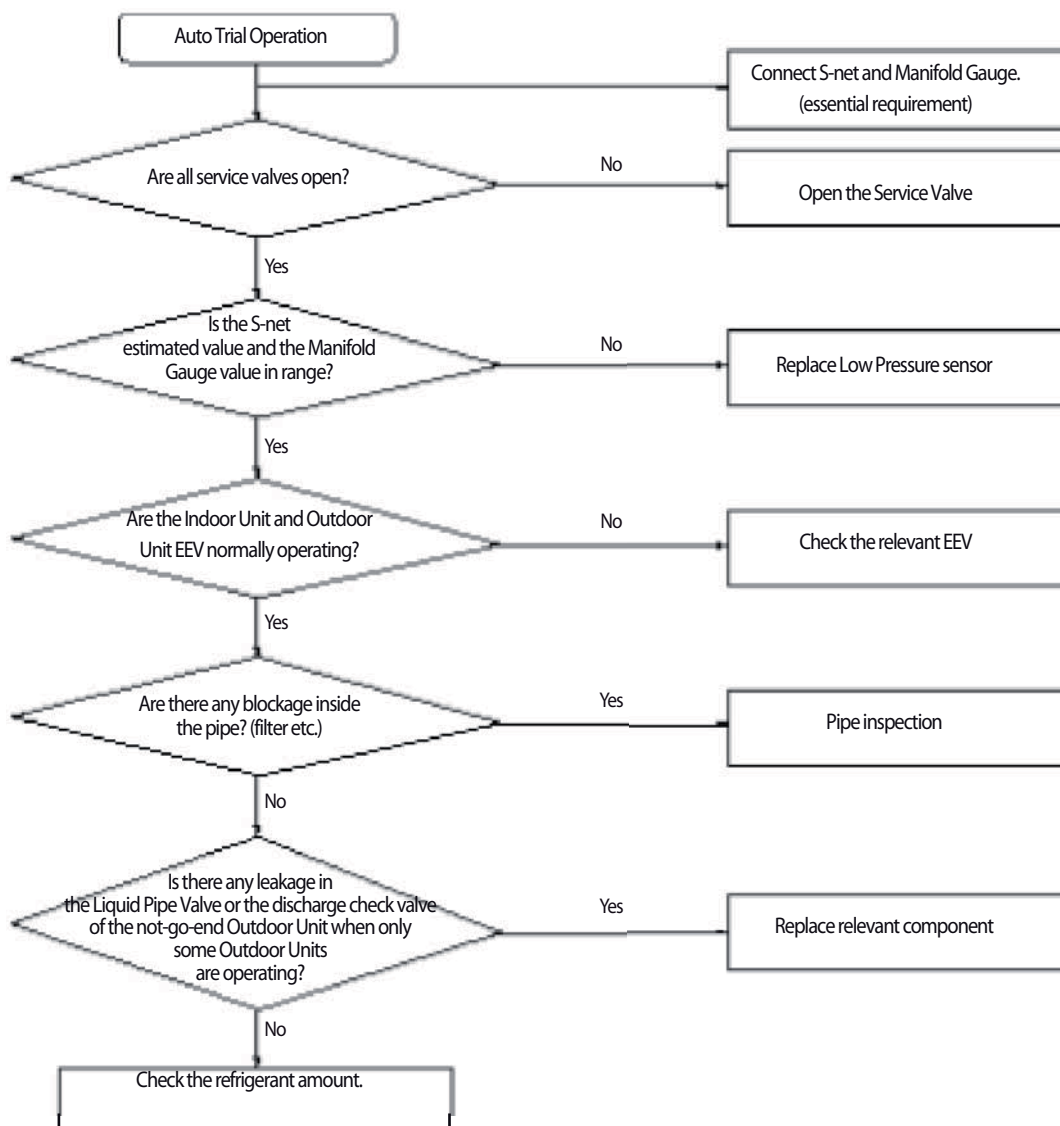 Auto Trial Operation
Connect S-net and Manifold Gauge.
(essential requirement)
Are all service valves open?
No
Open the Service Valve
Yes
Is the S-net
estimated value and the Manifold
Gauge value in range?
No
Replace Low Pressure sensor
Yes
Are the Indoor Unit and Outdoor
Unit EEV normally operating?
No
Check the relevant EEV
Yes
Are there any blockage inside
the pipe? (filter etc.)
Yes
Pipe inspection
No
Is there any leakage in
the Liquid Pipe Valve or the discharge check valve
of the not-go-end Outdoor Unit when only
some Outdoor Units
are operating?
Yes
Replace relevant component
No
Check the refrigerant amount.